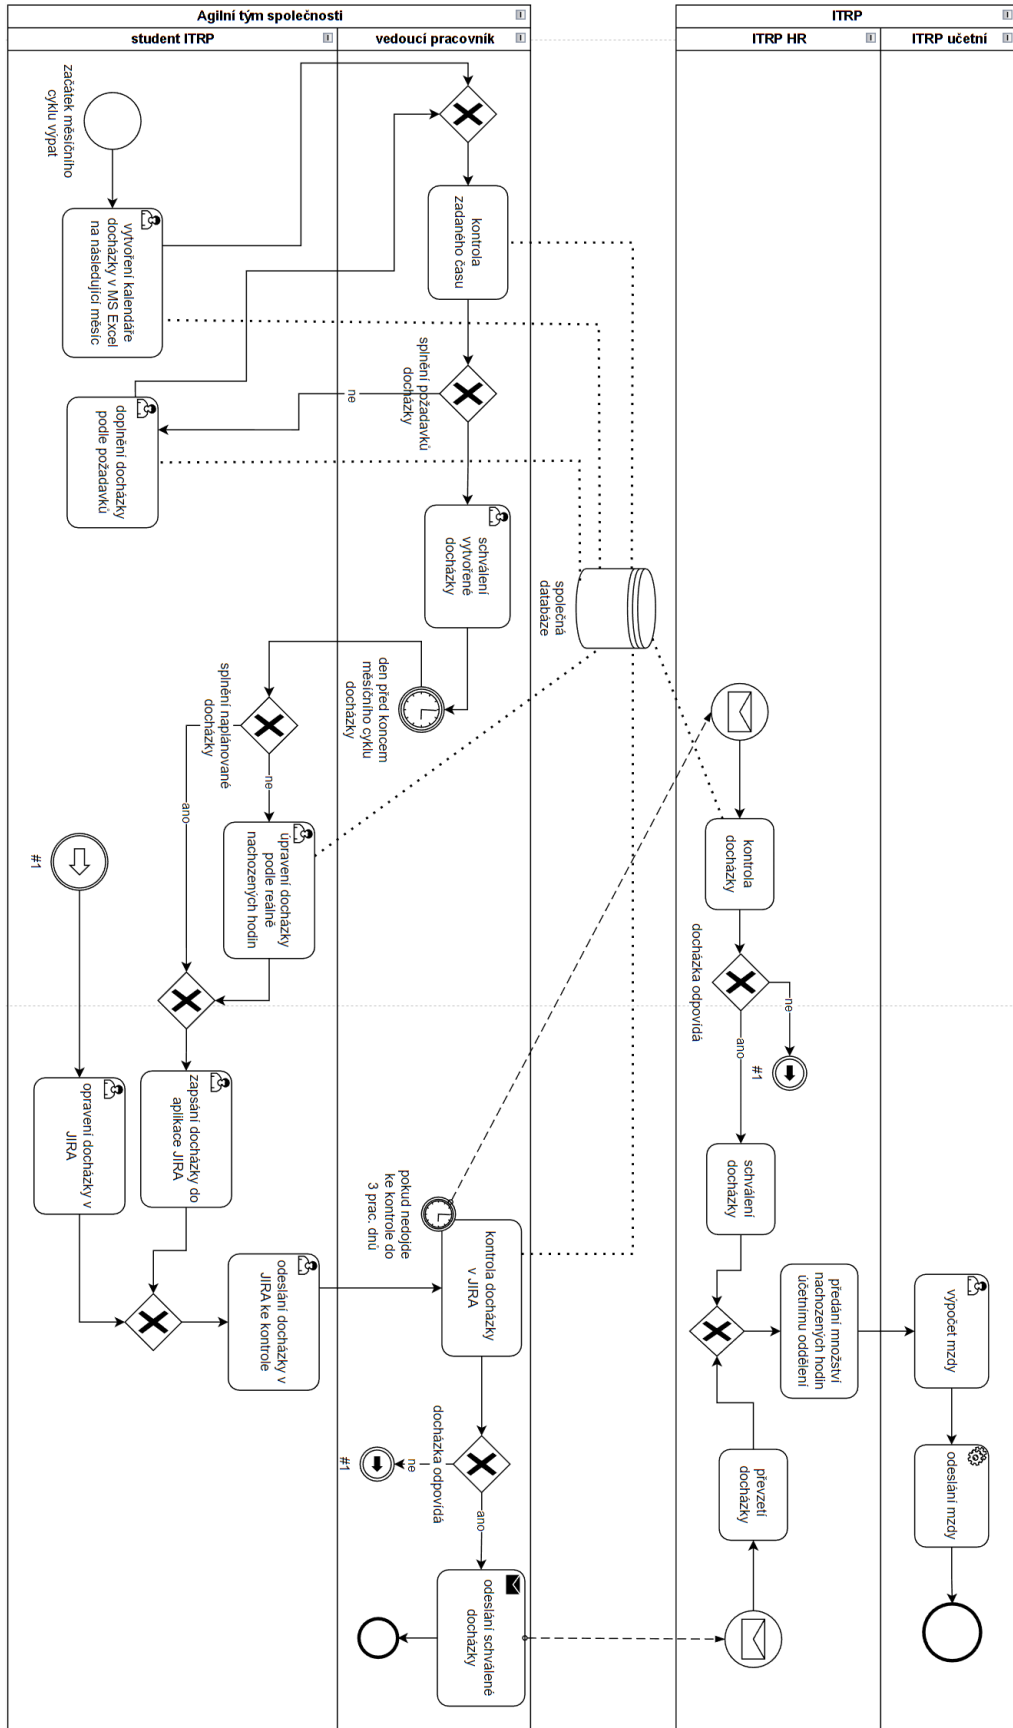 Agilní tým společnosti
ITRP
student ITRP
vedoucí pracovník
ITRP HR
ITRP účetní
začátek měsíčního
cyklu výpat
vytvoření kalendáře
docházky v MS Excel
na následující měsíc
kontrola
zadaného času
splnění požadavků
docházky
ne
doplnění docházky
podle požadavků
schválení
vytvořené
docházky
společná
databáze
den před koncem
měsíčního cyklu
docházky
splnění naplánované
docházky
ne
ano
úpravení docházky
podle reálně
nachozených hodin
#1
kontrola
docházky
docházka odpovídá
ne
ano
#1
opravení docházky v
JIRA
zapsání docházky do
aplikace JIRA
schválení
docházky
pokud nedojde
ke kontrole do
3 prac. dnů
kontrola docházky
v JIRA
odeslání docházky v
JIRA ke kontrole
předání množství
nachozených hodin
účetnímu oddělení
výpočet mzdy
docházka odpovídá
ne
#1
ano
převzetí
docházky
odeslání mzdy
odeslání schválené
docházky